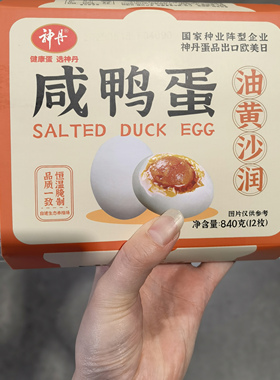 神丹
健康蛋 选神丹
国家种业阵型企业
神丹蛋品出口欧美日
咸鸭蛋
SALTED DUCK EGG
油黄沙润
恒温腌制
品质一致
图片仅供参考
净含量:840克(12枚)